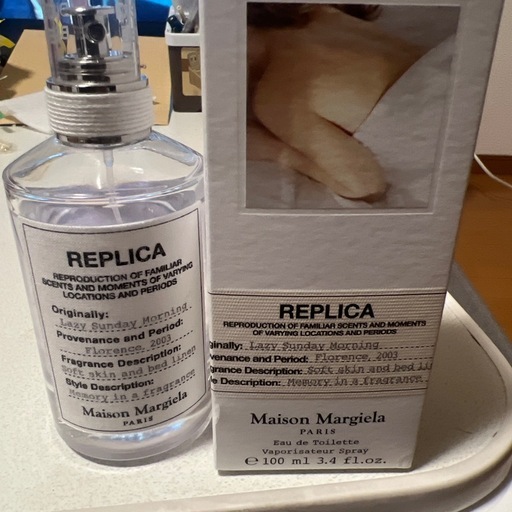 REPLICA
REPRODUCTION OF FAMILIAR
SCENTS AND MOMENTS OF VARYING
LOCATIONS AND PERIODS
Originally:
Lazy Sunday Morning
Provenance and Period:
Florence, 2003
Fragrance Description:
Soft skin and bed linen
Style Description:
Memory in a fragrance
Maison Margiela
PARIS
REPLICA
REPRODUCTION OF FAMILIAR SCENTS AND MOMENTS
OF VARYING LOCATIONS AND PERIODS
ginally: Lazy Sunday Morning
venance and Period: Florence, 2003
grance Description: Soft skin and bed li
le Description: Memory in a fragrance
Maison Margiela
PARIS
Eau de Toilette
Vaporisateur Spray
℮ 100 ml 3.4 fl.oz.